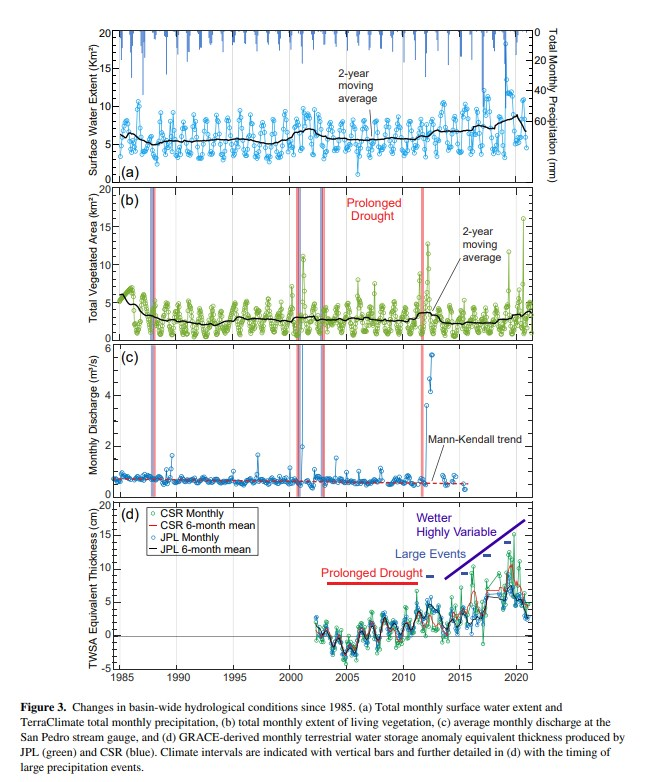 20
15
10
5
0
Surface Water Extent (Km²)
0
20
40
60
Total Monthly Precipitation (mm)
2-year
moving
average
(a)
20
15
10
5
0
Total Vegetated Area (km²)
(b)
Prolonged
Drought
2-year
moving
average
6
4
2
0
Monthly Discharge (m³/s)
(c)
Mann-Kendall trend
20
15
10
5
0
-5
TWSA Equivalent Thickness (cm)
(d)
CSR Monthly
CSR 6-month mean
JPL Monthly
JPL 6-month mean
Wetter
Highly Variable
Large Events
Prolonged Drought
1985 1990 1995 2000 2005 2010 2015 2020
Figure 3. Changes in basin-wide hydrological conditions since 1985. (a) Total monthly surface water extent and
TerraClimate total monthly precipitation, (b) total monthly extent of living vegetation, (c) average monthly discharge at the
San Pedro stream gauge, and (d) GRACE-derived monthly terrestrial water storage anomaly equivalent thickness produced by
JPL (green) and CSR (blue). Climate intervals are indicated with vertical bars and further detailed in (d) with the timing of
large precipitation events.